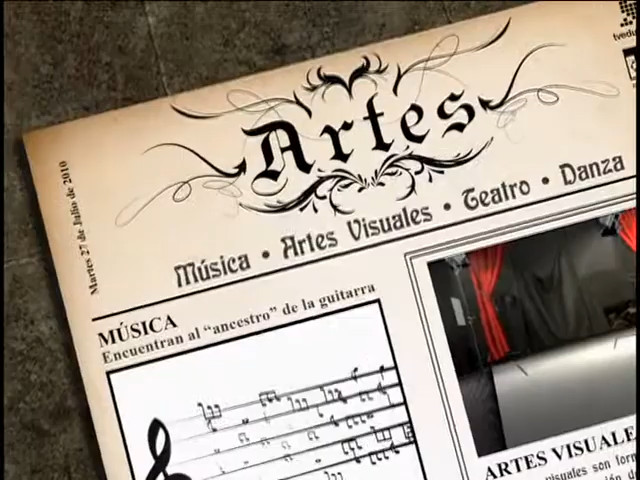 Artes
Música • Artes Visuales • Teatro • Danza
Martes 27 de Julio de 2010
MÚSICA
Encuentran al “ancestro” de la guitarra
ARTES VISUALE
visuales son